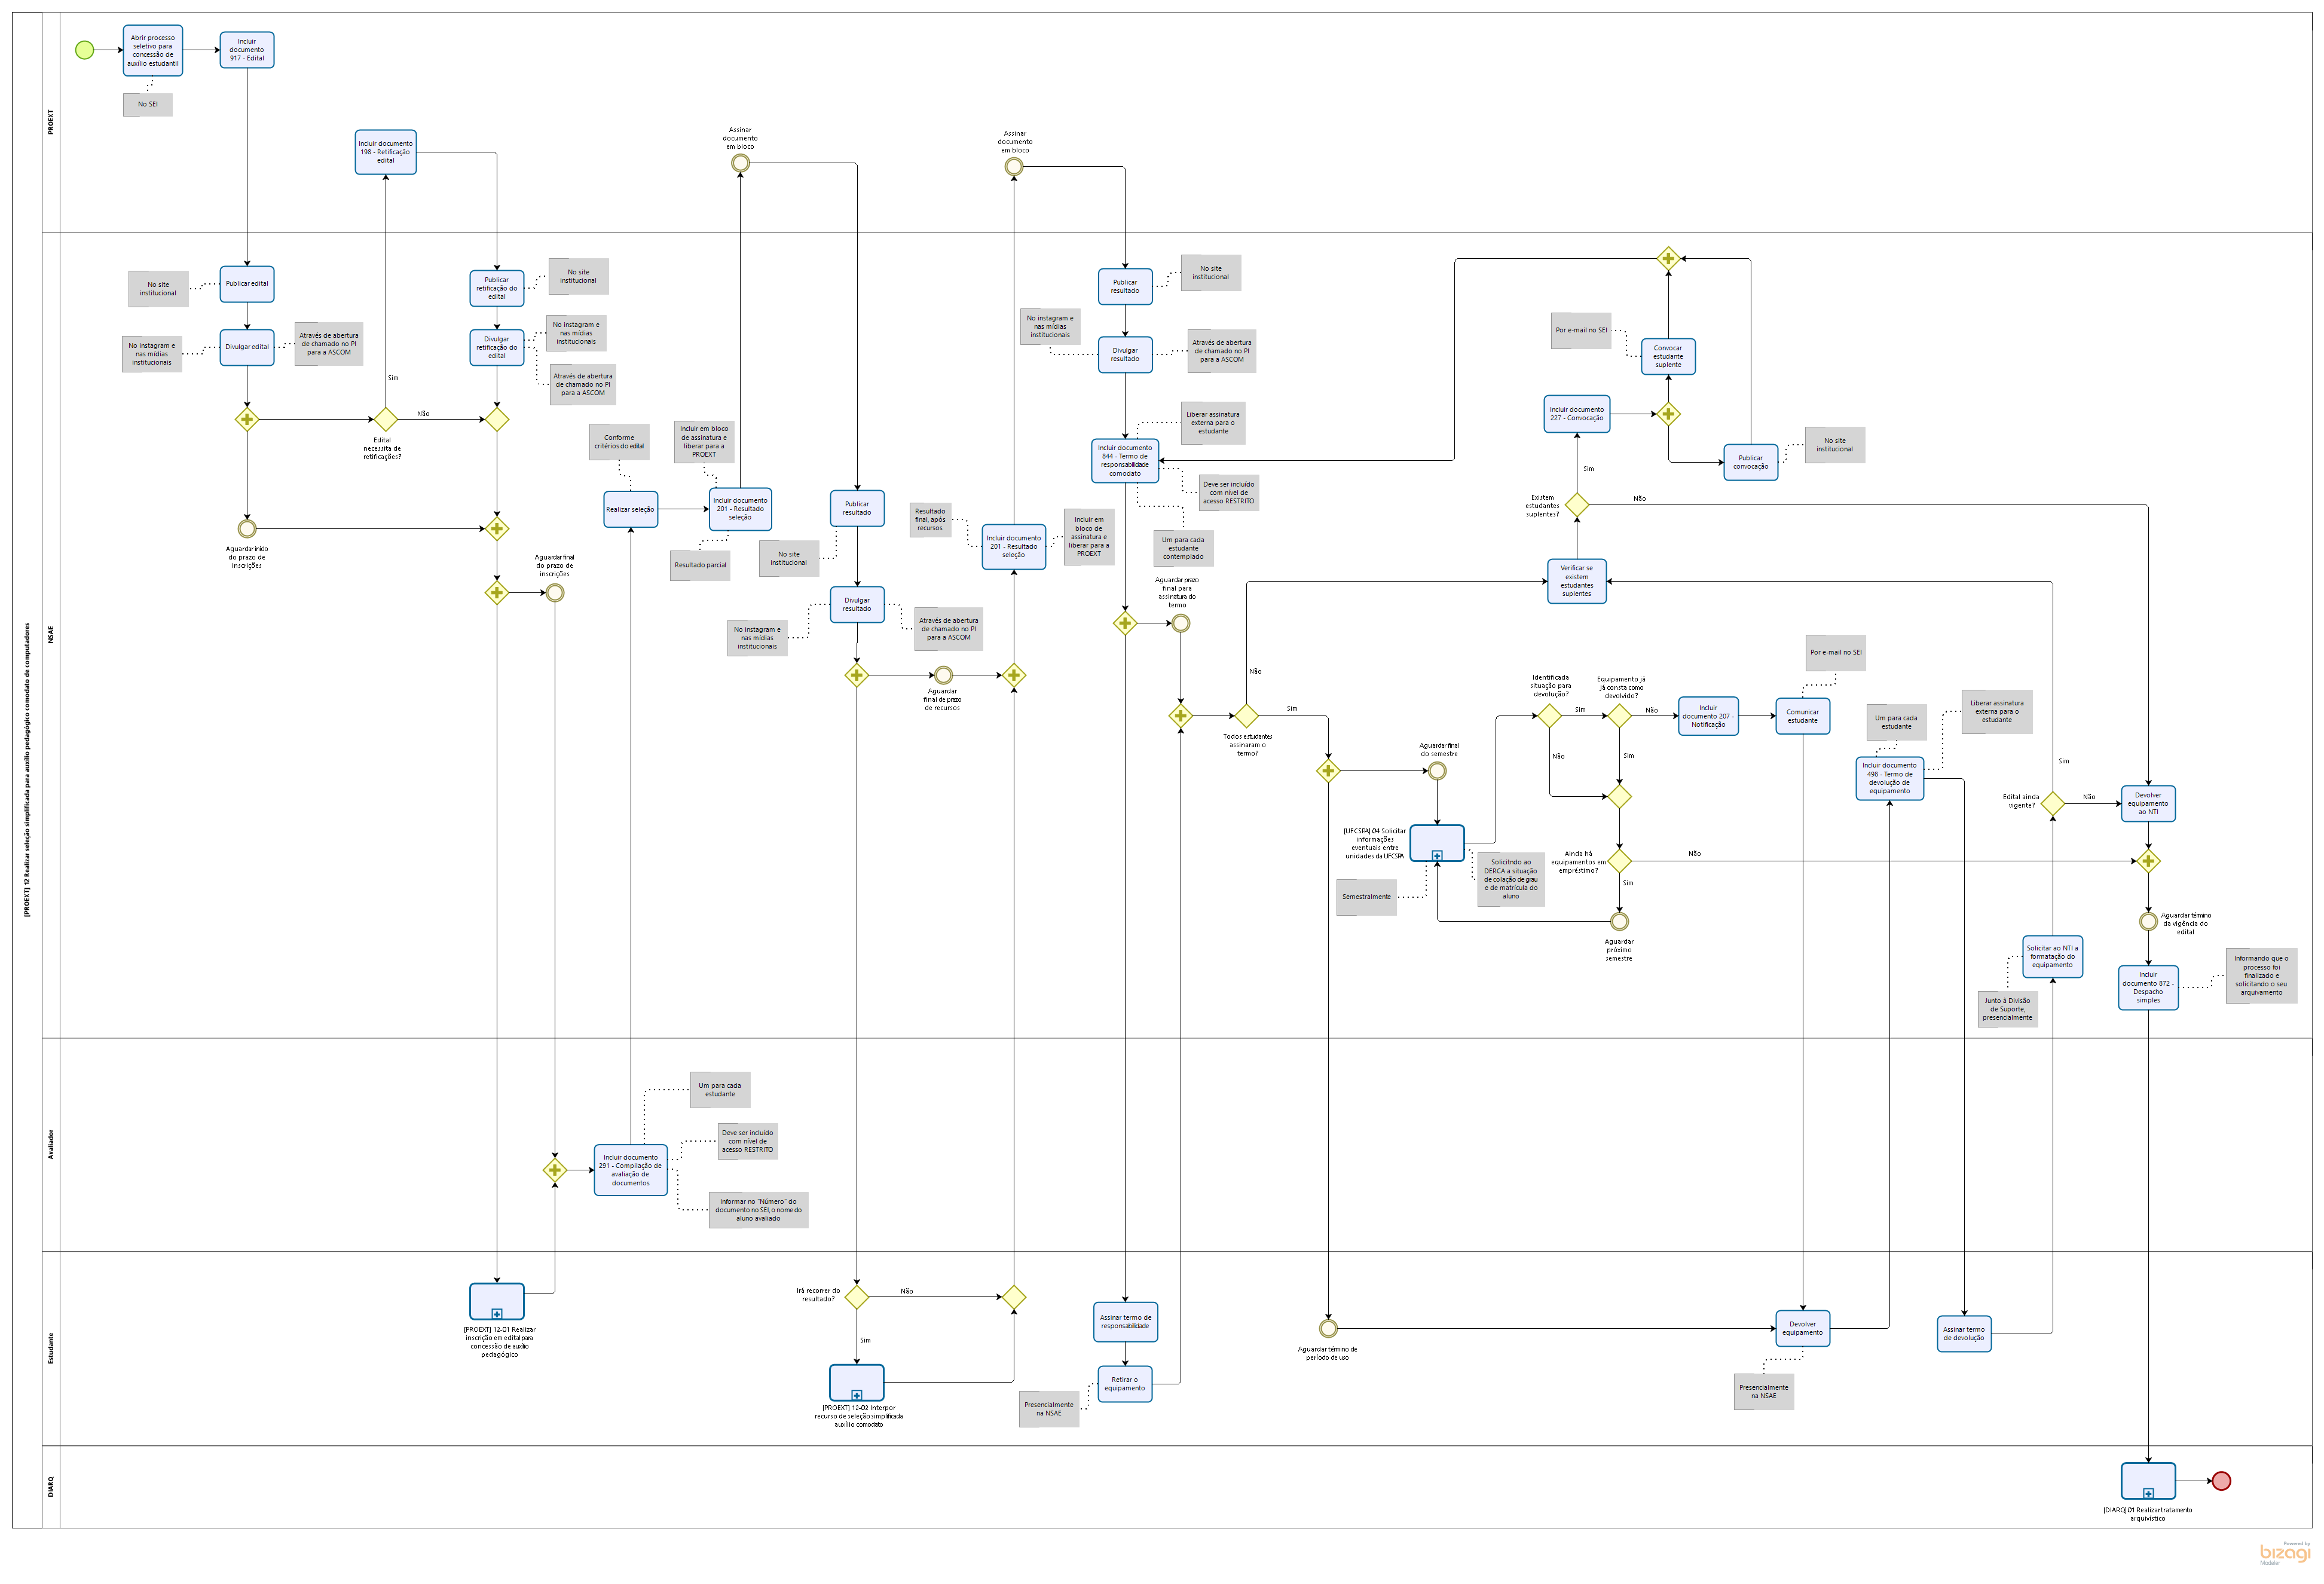 [PROEXT] 12 Realizar seleção simplificada para auxílio pedagógico comodato de computadores
PROEXT
Abrir processo
seletivo para
concessão de
auxílio estudantil
No SEI
Incluir
documento
917 - Edital
Incluir documento
198 - Retificação
edital
Assinar
documento
em bloco
Assinar
documento
em bloco
NSAE
No site
institucional
Publicar edital
No instagram e
nas mídias
institucionais
Divulgar edital
Através de abertura
de chamado no PI
para a ASCOM
Sim
Não
Edital
necessita de
retificações?
Publicar
retificação do
edital
No site
institucional
Divulgar
retificação do
edital
No instagram e
nas mídias
institucionais
Através de abertura
de chamado no PI
para a ASCOM
Aguardar início
do prazo de
inscrições
Aguardar final
do prazo de
inscrições
Conforme
critérios do edital
Realizar seleção
Incluir em bloco
de assinatura e
liberar para a
PROEXT
Incluir documento
201 - Resultado
seleção
Resultado parcial
Publicar
resultado
No site
institucional
Divulgar
resultado
No instagram e
nas mídias
institucionais
Através de abertura
de chamado no PI
para a ASCOM
Aguardar
final de prazo
de recursos
Resultado
final, após
recursos
Incluir documento
201 - Resultado
seleção
Incluir em
bloco de
assinatura e
liberar para a
PROEXT
Publicar
resultado
No site
institucional
No instagram e
nas mídias
institucionais
Divulgar
resultado
Através de abertura
de chamado no PI
para a ASCOM
Liberar assinatura
externa para o
estudante
Incluir documento
844 - Termo de
responsabilidade
comodato
Deve ser incluído
com nível de
acesso RESTRITO
Um para cada
estudante
contemplado
Aguardar prazo
final para
assinatura do
termo
Não
Sim
Todos estudantes
assinaram o
termo?
Por e-mail no SEI
Convocar
estudante
suplente
Incluir documento
227 - Convocação
Publicar
convocação
No site
institucional
Sim
Existem
estudantes
suplentes?
Não
Verificar se
existem
estudantes
suplentes
Aguardar final
do semestre
[UFCSPA] 04 Solicitar
informações
eventuais entre
unidades da UFCSPA
Semestralmente
Solicitndo ao
DERCA a situação
de colação de grau
e de matrícula do
aluno
Identificada
situação para
devolução?
Sim
Não
Equipamento já
já consta como
devolvido?
Não
Sim
Incluir
documento 207 -
Notificação
Comunicar
estudante
Por e-mail no SEI
Ainda há
equipamentos em
empréstimo?
Não
Sim
Aguardar
próximo
semestre
Um para cada
estudante
Liberar assinatura
externa para o
estudante
Incluir documento
498 - Termo de
devolução de
equipamento
Sim
Edital ainda
vigente?
Não
Devolver
equipamento
ao NTI
Solicitar ao NTI a
formatação do
equipamento
Junto à Divisão
de Suporte,
presencialmente
Aguardar término
da vigência do
edital
Incluir
documento 872 -
Despacho
simples
Informando que o
processo foi
finalizado e
solicitando o seu
arquivamento
Avaliador
Um para cada
estudante
Deve ser incluído
com nível de
acesso RESTRITO
Incluir documento
291 - Compilação de
avaliação de
documentos
Informar no "Número" do
documento no SEI, o nome do
aluno avaliado
Estudante
[PROEXT] 12-01 Realizar
inscrição em edital para
concessão de auxílio
pedagógico
Irá recorrer do
resultado?
Não
Sim
[PROEXT] 12-02 Interpor
recurso de seleção simplificada
auxílio comodato
Assinar termo de
responsabilidade
Retirar o
equipamento
Presencialmente
na NSAE
Aguardar término de
período de uso
Devolver
equipamento
Presencialmente
na NSAE
Assinar termo
de devolução
DIARQ
[DIARQ] 01 Realizar tratamento
arquivístico
Powered by
bizagi
Modeler